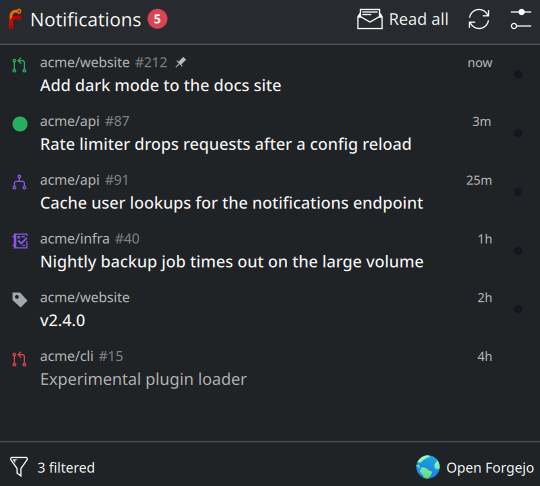 Notifications 5 Read all
acme/website #212 now
Add dark mode to the docs site
acme/api #87 3m
Rate limiter drops requests after a config reload
acme/api #91 25m
Cache user lookups for the notifications endpoint
acme/infra #40 1h
Nightly backup job times out on the large volume
acme/website 2h
v2.4.0
acme/cli #15 4h
Experimental plugin loader
3 filtered Open Forgejo